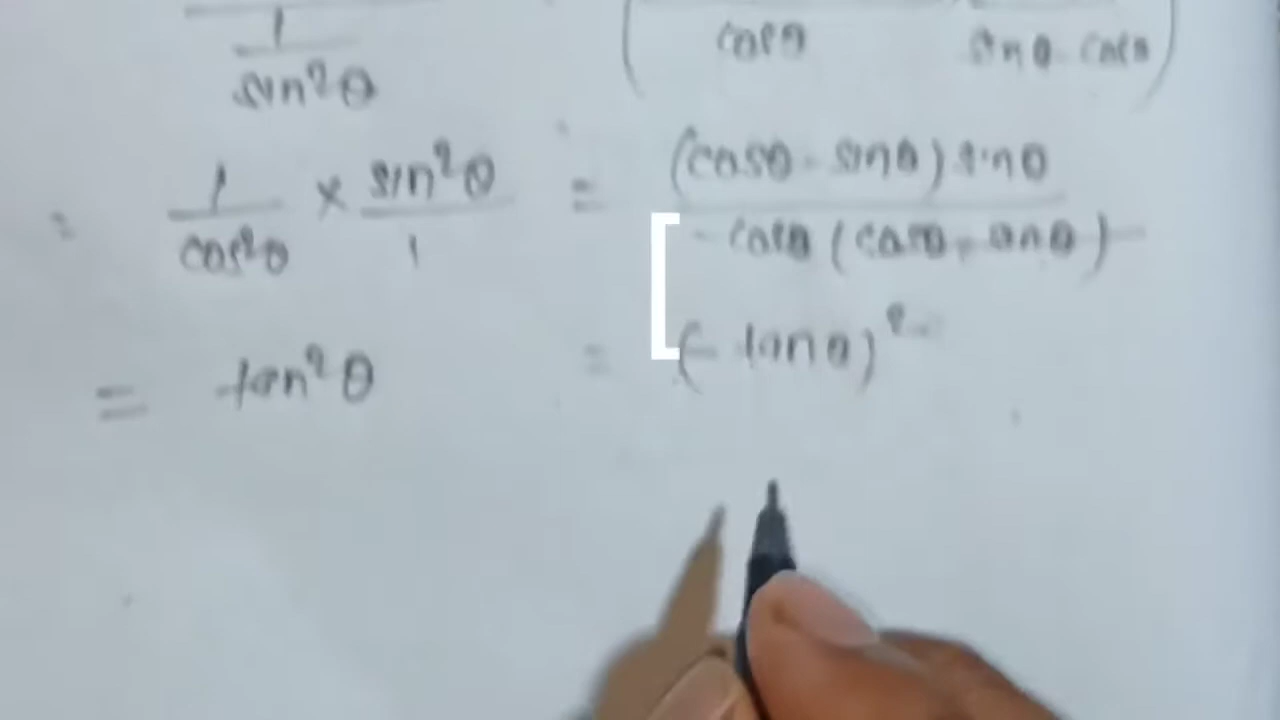 1
sin²θ
cosθ
sinθ - cosθ
: 1/cos²θ × sin²θ/1
= (cosθ - sinθ) sinθ
- cosθ (cosθ - sinθ)
= tan²θ
= (- tanθ)²